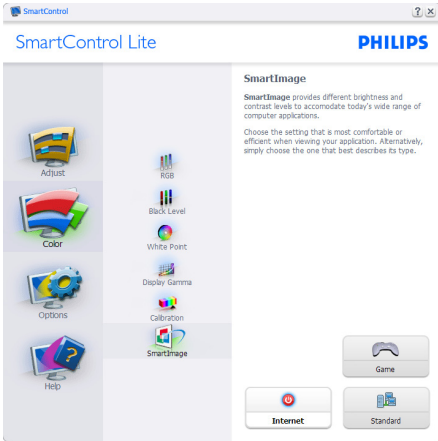 SmartControl
SmartControl Lite
PHILIPS
Adjust
Color
Options
Help
RGB
Black Level
White Point
Display Gamma
Calibration
SmartImage
SmartImage
SmartImage provides different brightness and
contrast levels to accomodate today's wide range of
computer applications.
Choose the setting that is most comfortable or
efficient when viewing your application. Alternatively,
simply choose the one that best describes its type.
Game
Internet
Standard